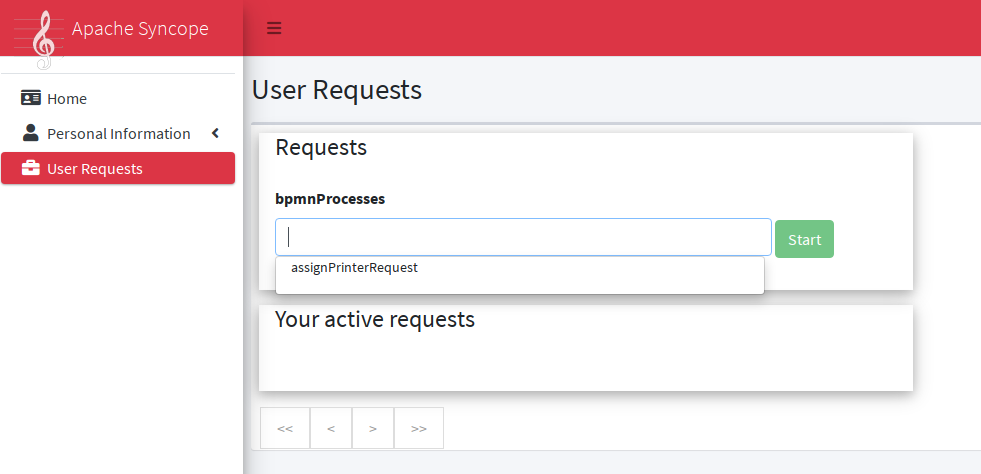 Apache Syncope
Home
Personal Information
User Requests
User Requests
Requests
bpmnProcesses
Start
assignPrinterRequest
Your active requests
<< < > >>